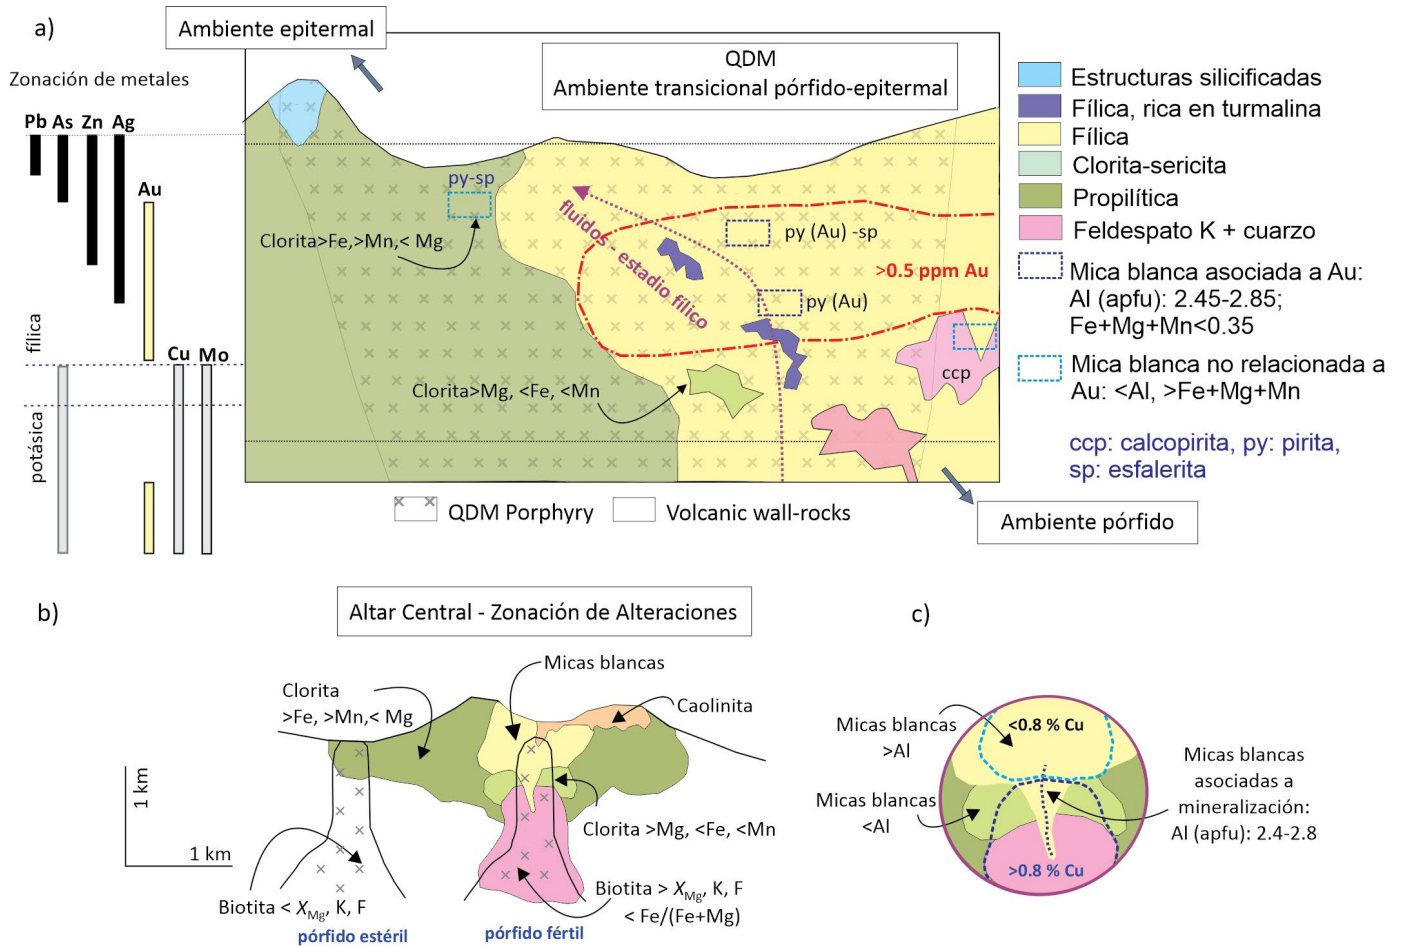 a)
Ambiente epitermal
Zonación de metales
QDM
Ambiente transicional pórfido-epitermal
Pb As Zn Ag
Au
Cu Mo
fílica
potásica
py-sp
Clorita>Fe,>Mn,< Mg
fluidos - estadio fílico
py (Au) -sp
>0.5 ppm Au
py (Au)
ccp
Clorita>Mg, <Fe, <Mn
Estructuras silicificadas
Fílica, rica en turmalina
Fílica
Clorita-sericita
Propilítica
Feldespato K + cuarzo
Mica blanca asociada a Au:
Al (apfu): 2.45-2.85;
Fe+Mg+Mn<0.35
Mica blanca no relacionada a
Au: <Al, >Fe+Mg+Mn
ccp: calcopirita, py: pirita,
sp: esfalerita
QDM Porphyry
Volcanic wall-rocks
Ambiente pórfido
b)
Altar Central - Zonación de Alteraciones
Micas blancas
Clorita
>Fe, >Mn,< Mg
Caolinita
1 km
1 km
Clorita >Mg, <Fe, <Mn
Biotita < XMg, K, F
Biotita > XMg, K, F
< Fe/(Fe+Mg)
pórfido estéril
pórfido fértil
c)
Micas blancas
>Al
<0.8 % Cu
Micas blancas
asociadas a
mineralización:
Al (apfu): 2.4-2.8
Micas blancas
<Al
>0.8 % Cu